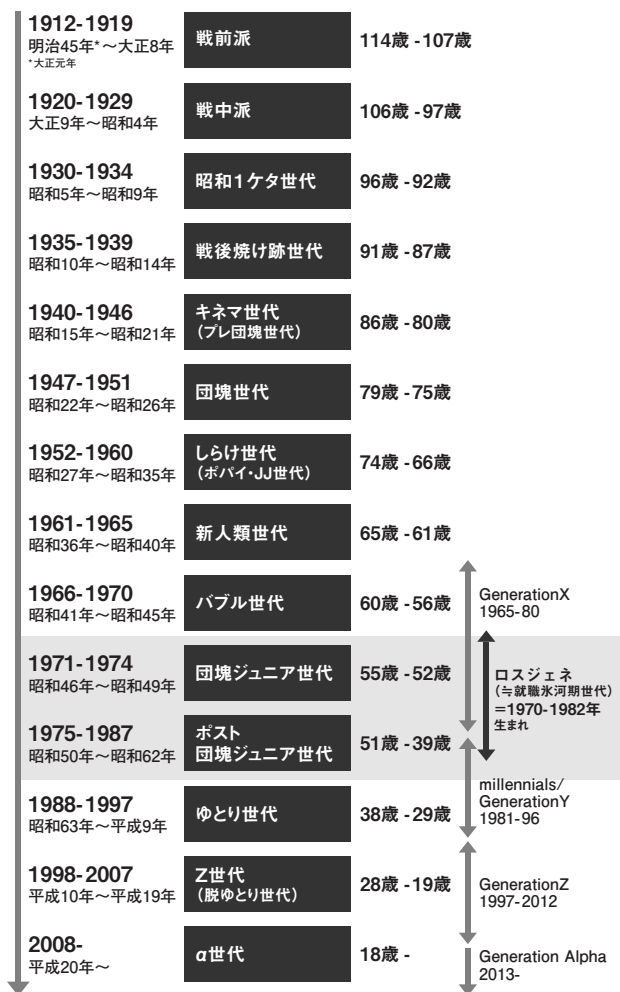 1912-1919
明治45年*～大正8年
*大正元年
戦前派
114歳 -107歳
1920-1929
大正9年～昭和4年
戦中派
106歳 -97歳
1930-1934
昭和5年～昭和9年
昭和1ケタ世代
96歳 -92歳
1935-1939
昭和10年～昭和14年
戦後焼け跡世代
91歳 -87歳
1940-1946
昭和15年～昭和21年
キネマ世代
（プレ団塊世代）
86歳 -80歳
1947-1951
昭和22年～昭和26年
団塊世代
79歳 -75歳
1952-1960
昭和27年～昭和35年
しらけ世代
（ポパイ・JJ世代）
74歳 -66歳
1961-1965
昭和36年～昭和40年
新人類世代
65歳 -61歳
1966-1970
昭和41年～昭和45年
バブル世代
60歳 -56歳
GenerationX
1965-80
1971-1974
昭和46年～昭和49年
団塊ジュニア世代
55歳 -52歳
ロスジェネ
（≒就職氷河期世代）
＝1970-1982年
生まれ
1975-1987
昭和50年～昭和62年
ポスト
団塊ジュニア世代
51歳 -39歳
millennials/
GenerationY
1981-96
1988-1997
昭和63年～平成9年
ゆとり世代
38歳 -29歳
1998-2007
平成10年～平成19年
Z世代
（脱ゆとり世代）
28歳 -19歳
GenerationZ
1997-2012
2008-
平成20年～
α世代
18歳 -
Generation Alpha
2013-